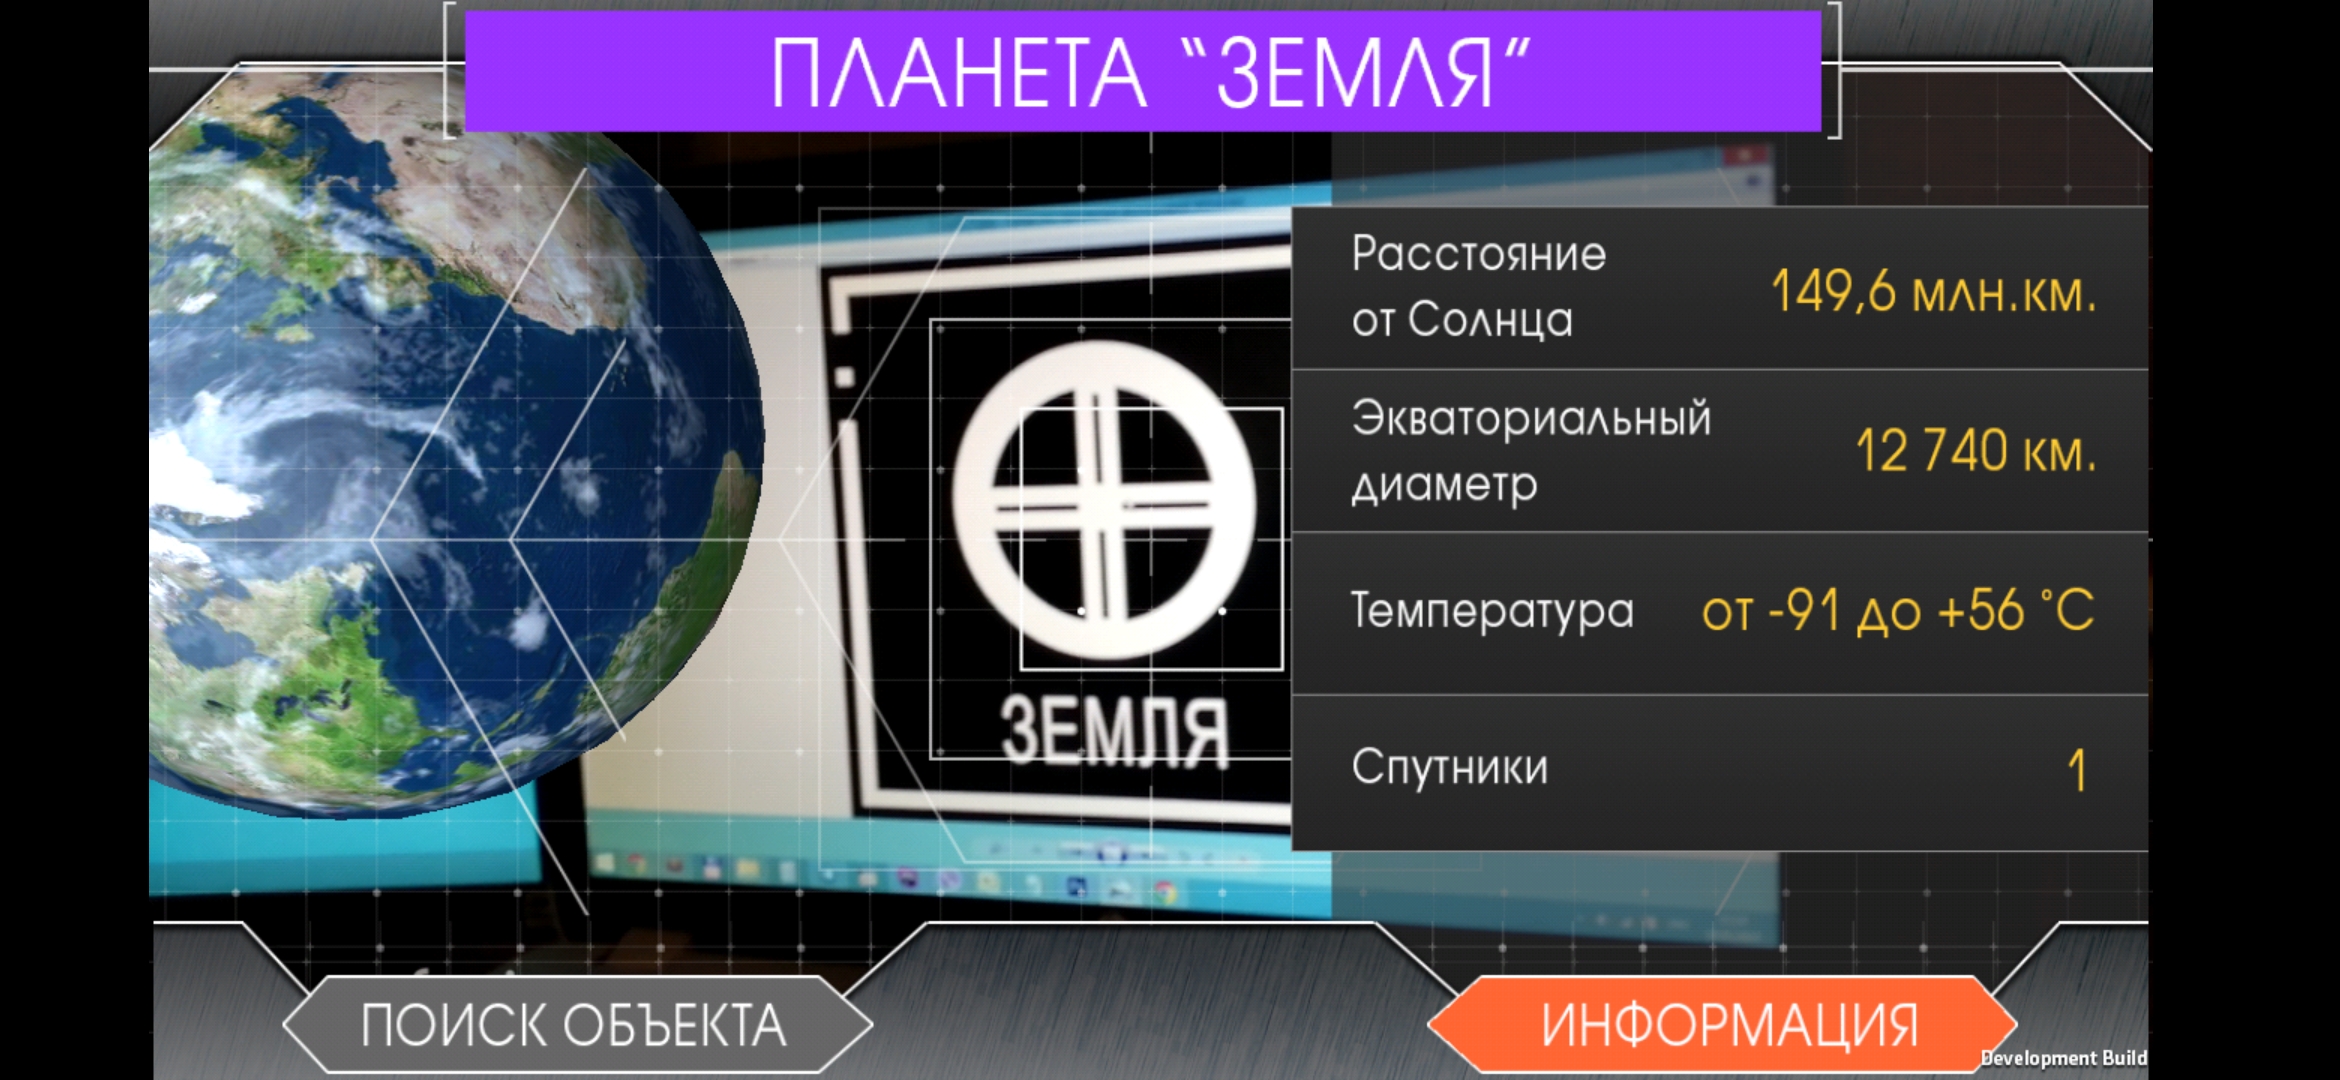 ПЛАНЕТА “ЗЕМЛЯ”
Расстояние
от Солнца
149,6 млн.км.
Экваториальный
диаметр
12 740 км.
Температура
от -91 до +56 °C
Спутники
1
ЗЕМЛЯ
ПОИСК ОБЪЕКТА
ИНФОРМАЦИЯ
Development Build